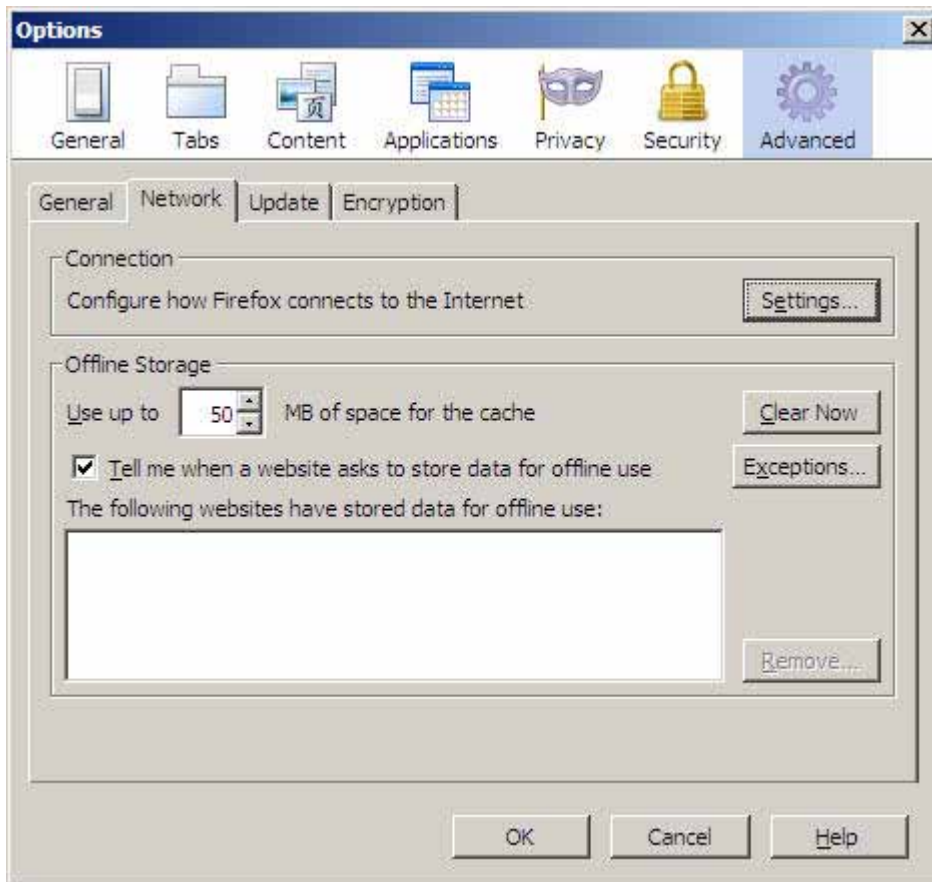 Options
页
General Tabs Content Applications Privacy Security Advanced
General Network Update Encryption
Connection
Configure how Firefox connects to the Internet Settings...
Offline Storage
Use up to 50 MB of space for the cache Clear Now
Tell me when a website asks to store data for offline use Exceptions...
The following websites have stored data for offline use:
Remove...
OK Cancel Help